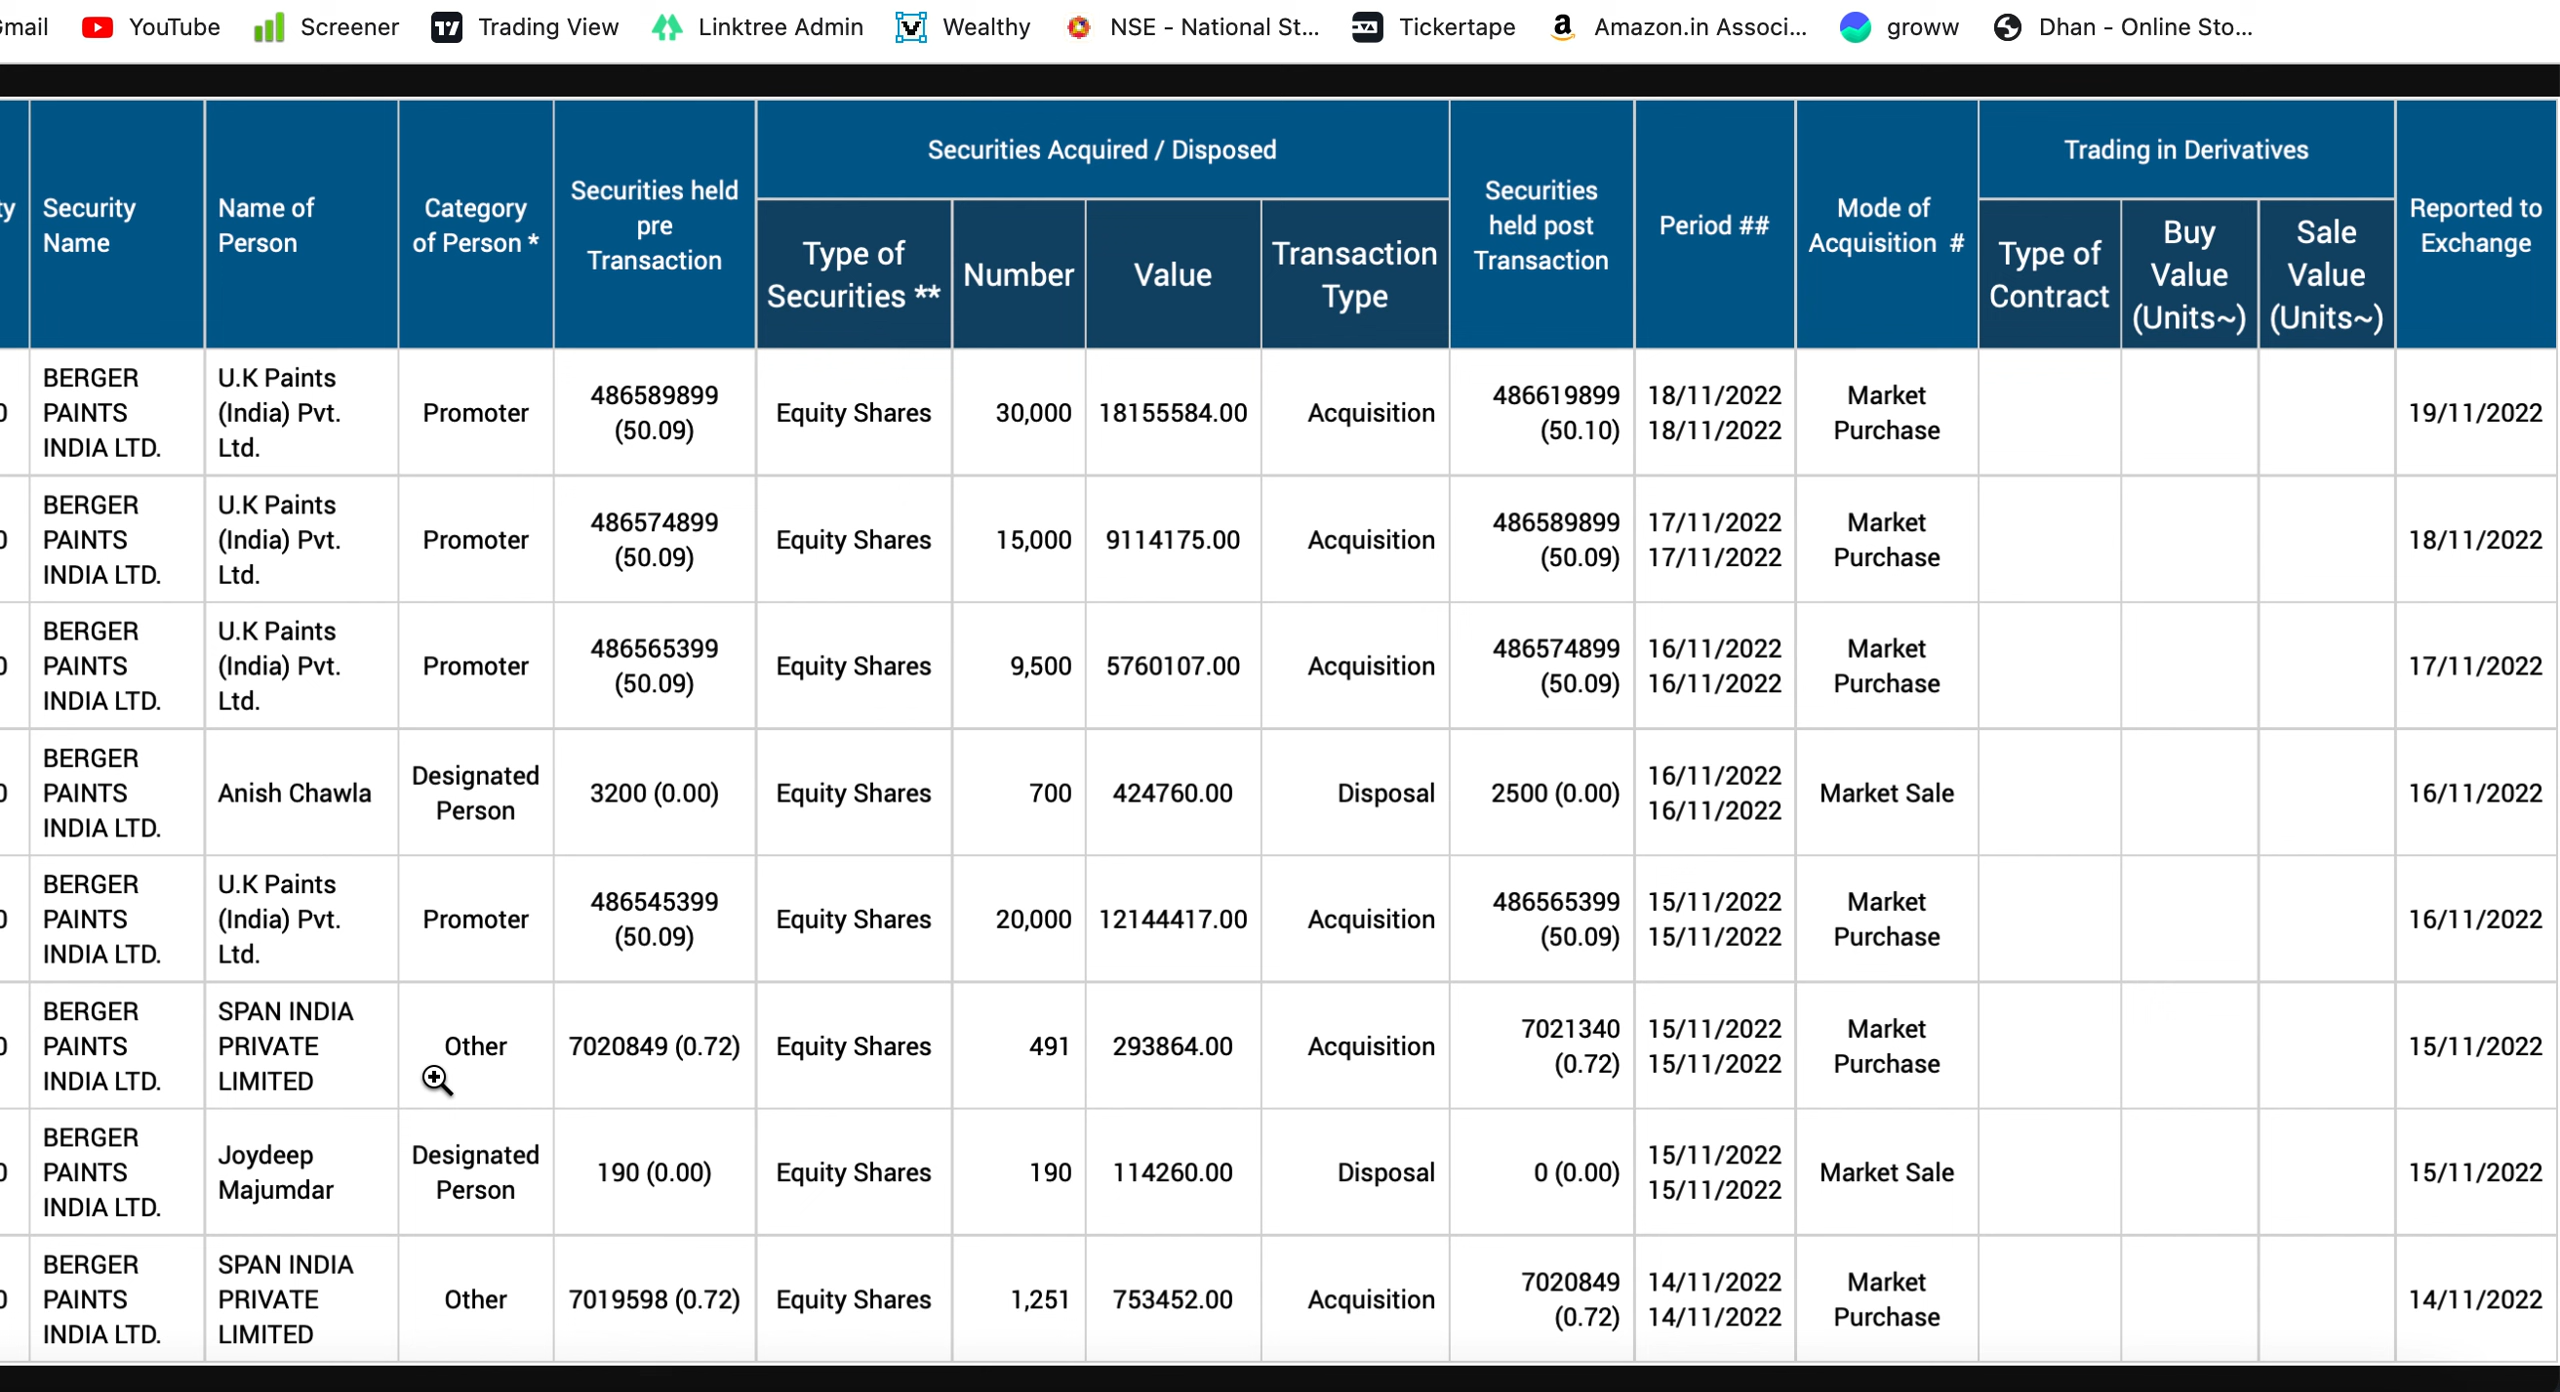 Gmail YouTube Screener Trading View Linktree Admin Wealthy NSE - National St... Tickertape Amazon.in Associ... groww Dhan - Online Sto...
ty Security Name Name of Person Category of Person * Securities held pre Transaction Securities Acquired / Disposed Securities held post Transaction Period ## Mode of Acquisition # Trading in Derivatives Reported to Exchange
Type of Securities ** Number Value Transaction Type Type of Contract Buy Value (Units~) Sale Value (Units~)
0 BERGER PAINTS INDIA LTD. U.K Paints (India) Pvt. Ltd. Promoter 486589899 (50.09) Equity Shares 30,000 18155584.00 Acquisition 486619899 (50.10) 18/11/2022 18/11/2022 Market Purchase 19/11/2022
0 BERGER PAINTS INDIA LTD. U.K Paints (India) Pvt. Ltd. Promoter 486574899 (50.09) Equity Shares 15,000 9114175.00 Acquisition 486589899 (50.09) 17/11/2022 17/11/2022 Market Purchase 18/11/2022
0 BERGER PAINTS INDIA LTD. U.K Paints (India) Pvt. Ltd. Promoter 486565399 (50.09) Equity Shares 9,500 5760107.00 Acquisition 486574899 (50.09) 16/11/2022 16/11/2022 Market Purchase 17/11/2022
0 BERGER PAINTS INDIA LTD. Anish Chawla Designated Person 3200 (0.00) Equity Shares 700 424760.00 Disposal 2500 (0.00) 16/11/2022 16/11/2022 Market Sale 16/11/2022
0 BERGER PAINTS INDIA LTD. U.K Paints (India) Pvt. Ltd. Promoter 486545399 (50.09) Equity Shares 20,000 12144417.00 Acquisition 486565399 (50.09) 15/11/2022 15/11/2022 Market Purchase 16/11/2022
0 BERGER PAINTS INDIA LTD. SPAN INDIA PRIVATE LIMITED Other 7020849 (0.72) Equity Shares 491 293864.00 Acquisition 7021340 (0.72) 15/11/2022 15/11/2022 Market Purchase 15/11/2022
0 BERGER PAINTS INDIA LTD. Joydeep Majumdar Designated Person 190 (0.00) Equity Shares 190 114260.00 Disposal 0 (0.00) 15/11/2022 15/11/2022 Market Sale 15/11/2022
0 BERGER PAINTS INDIA LTD. SPAN INDIA PRIVATE LIMITED Other 7019598 (0.72) Equity Shares 1,251 753452.00 Acquisition 7020849 (0.72) 14/11/2022 14/11/2022 Market Purchase 14/11/2022